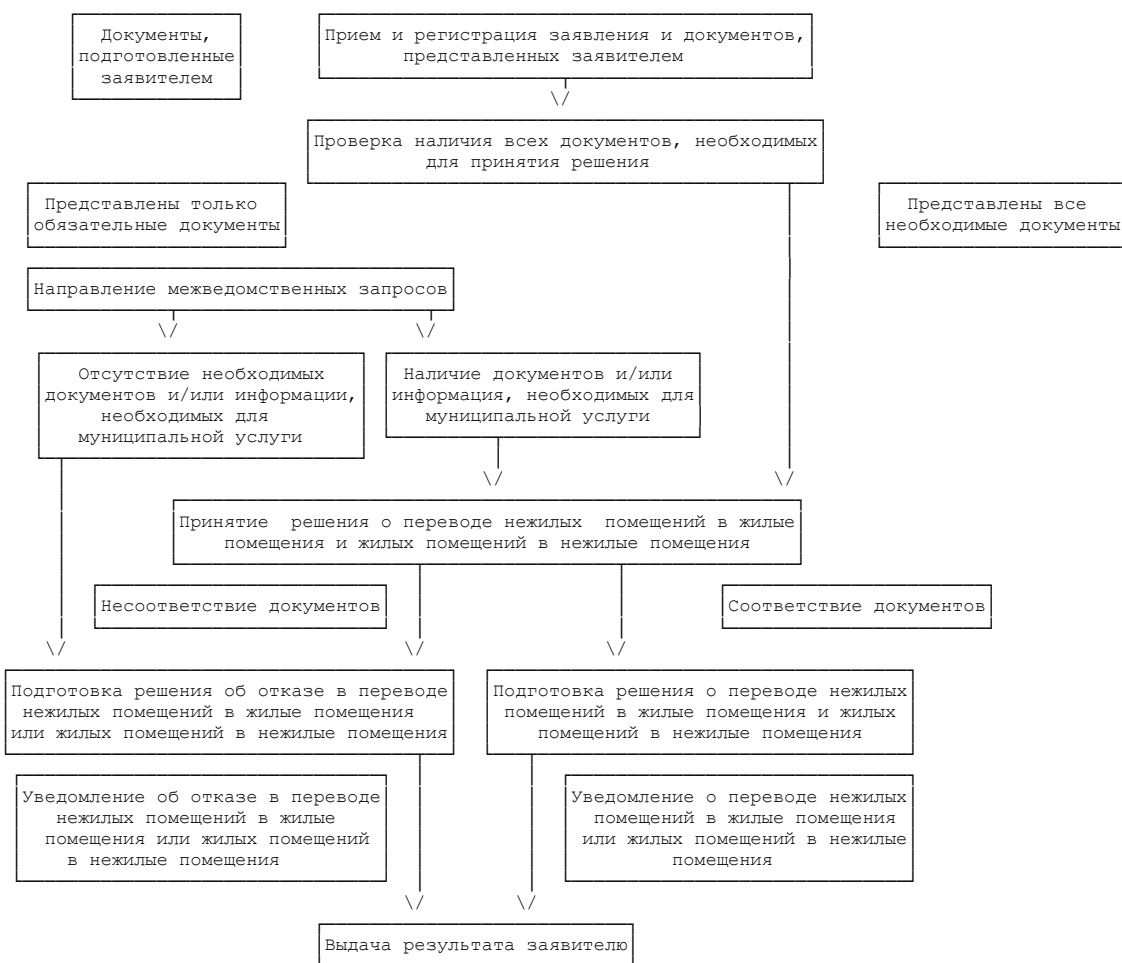 Документы,
подготовленные
заявителем
Прием и регистрация заявления и документов,
представленных заявителем
\/
Проверка наличия всех документов, необходимых
для принятия решения
Представлены только
обязательные документы
Представлены все
необходимые документы
Направление межведомственных запросов
\/ \/
Отсутствие необходимых
документов и/или информации,
необходимых для
муниципальной услуги
Наличие документов и/или
информация, необходимых для
муниципальной услуги
\/ \/
Принятие решения о переводе нежилых помещений в жилые
помещения и жилых помещений в нежилые помещения
Несоответствие документов
Соответствие документов
\/ \/ \/
Подготовка решения об отказе в переводе
нежилых помещений в жилые помещения
или жилых помещений в нежилые помещения
Подготовка решения о переводе нежилых
помещений в жилые помещения и жилых
помещений в нежилые помещения
Уведомление об отказе в переводе
нежилых помещений в жилые
помещения или жилых помещений
в нежилые помещения
Уведомление о переводе нежилых
помещений в жилые помещения
или жилых помещений в нежилые
помещения
\/ \/
Выдача результата заявителю